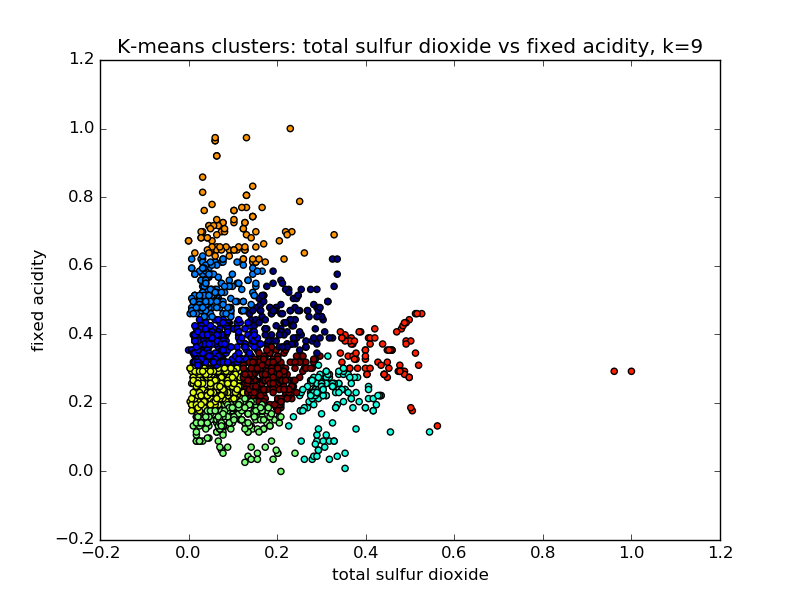 K-means clusters: total sulfur dioxide vs fixed acidity, k=9
1.2
1.0
0.8
0.6
0.4
0.2
0.0
−0.2
fixed acidity
−0.2 0.0 0.2 0.4 0.6 0.8 1.0 1.2
total sulfur dioxide